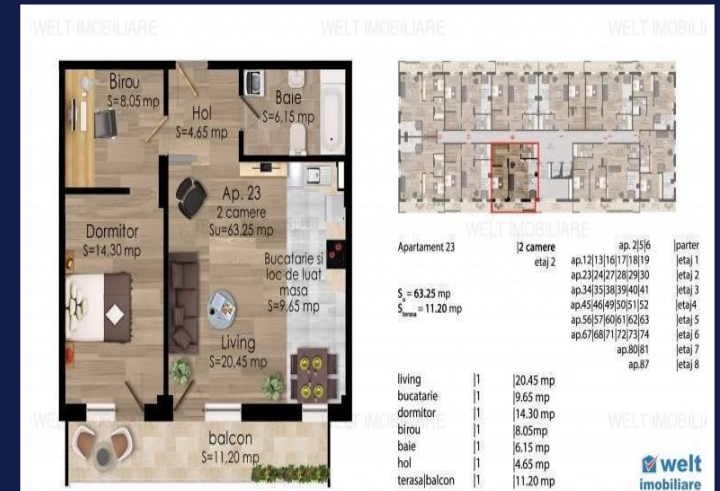 WELT IMOBILIARE
WELT IMOBILIARE
WELT IMOBILI
Birou
S=8,05 mp
Hol
S=4,65 mp
Baie
S=6,15 mp
Ap. 23
2 camere
Su=63,25 mp
Dormitor
S=14,30 mp
Bucatarie si
loc de luat
masa
S=9.65 mp
Living
S=20,45 mp
balcon
S=11,20 mp
WELT IMOBILIARE
Apartament 23 |2 camere
etaj 2
Su = 63.25 mp
Sterasa = 11.20 mp
ap. 2|5|6 |parter
ap.12|13|16|17|18|19 |etaj 1
ap.23|24|27|28|29|30 |etaj 2
ap.34|35|38|39|40|41 |etaj 3
ap.45|46|49|50|51|52 |etaj4
ap.56|57|60|61|62|63 |etaj 5
ap.67|68|71|72|73|74 |etaj 6
ap.80|81 |etaj 7
ap.87 |etaj 8
living |1 |20.45 mp
bucatarie |1 |9.65 mp
dormitor |1 |14.30 mp
birou |1 |8.05mp
baie |1 |6.15 mp
hol |1 |4.65 mp
terasa|balcon |1 |11.20 mp
WELT IMOBILI
welt
imobiliare